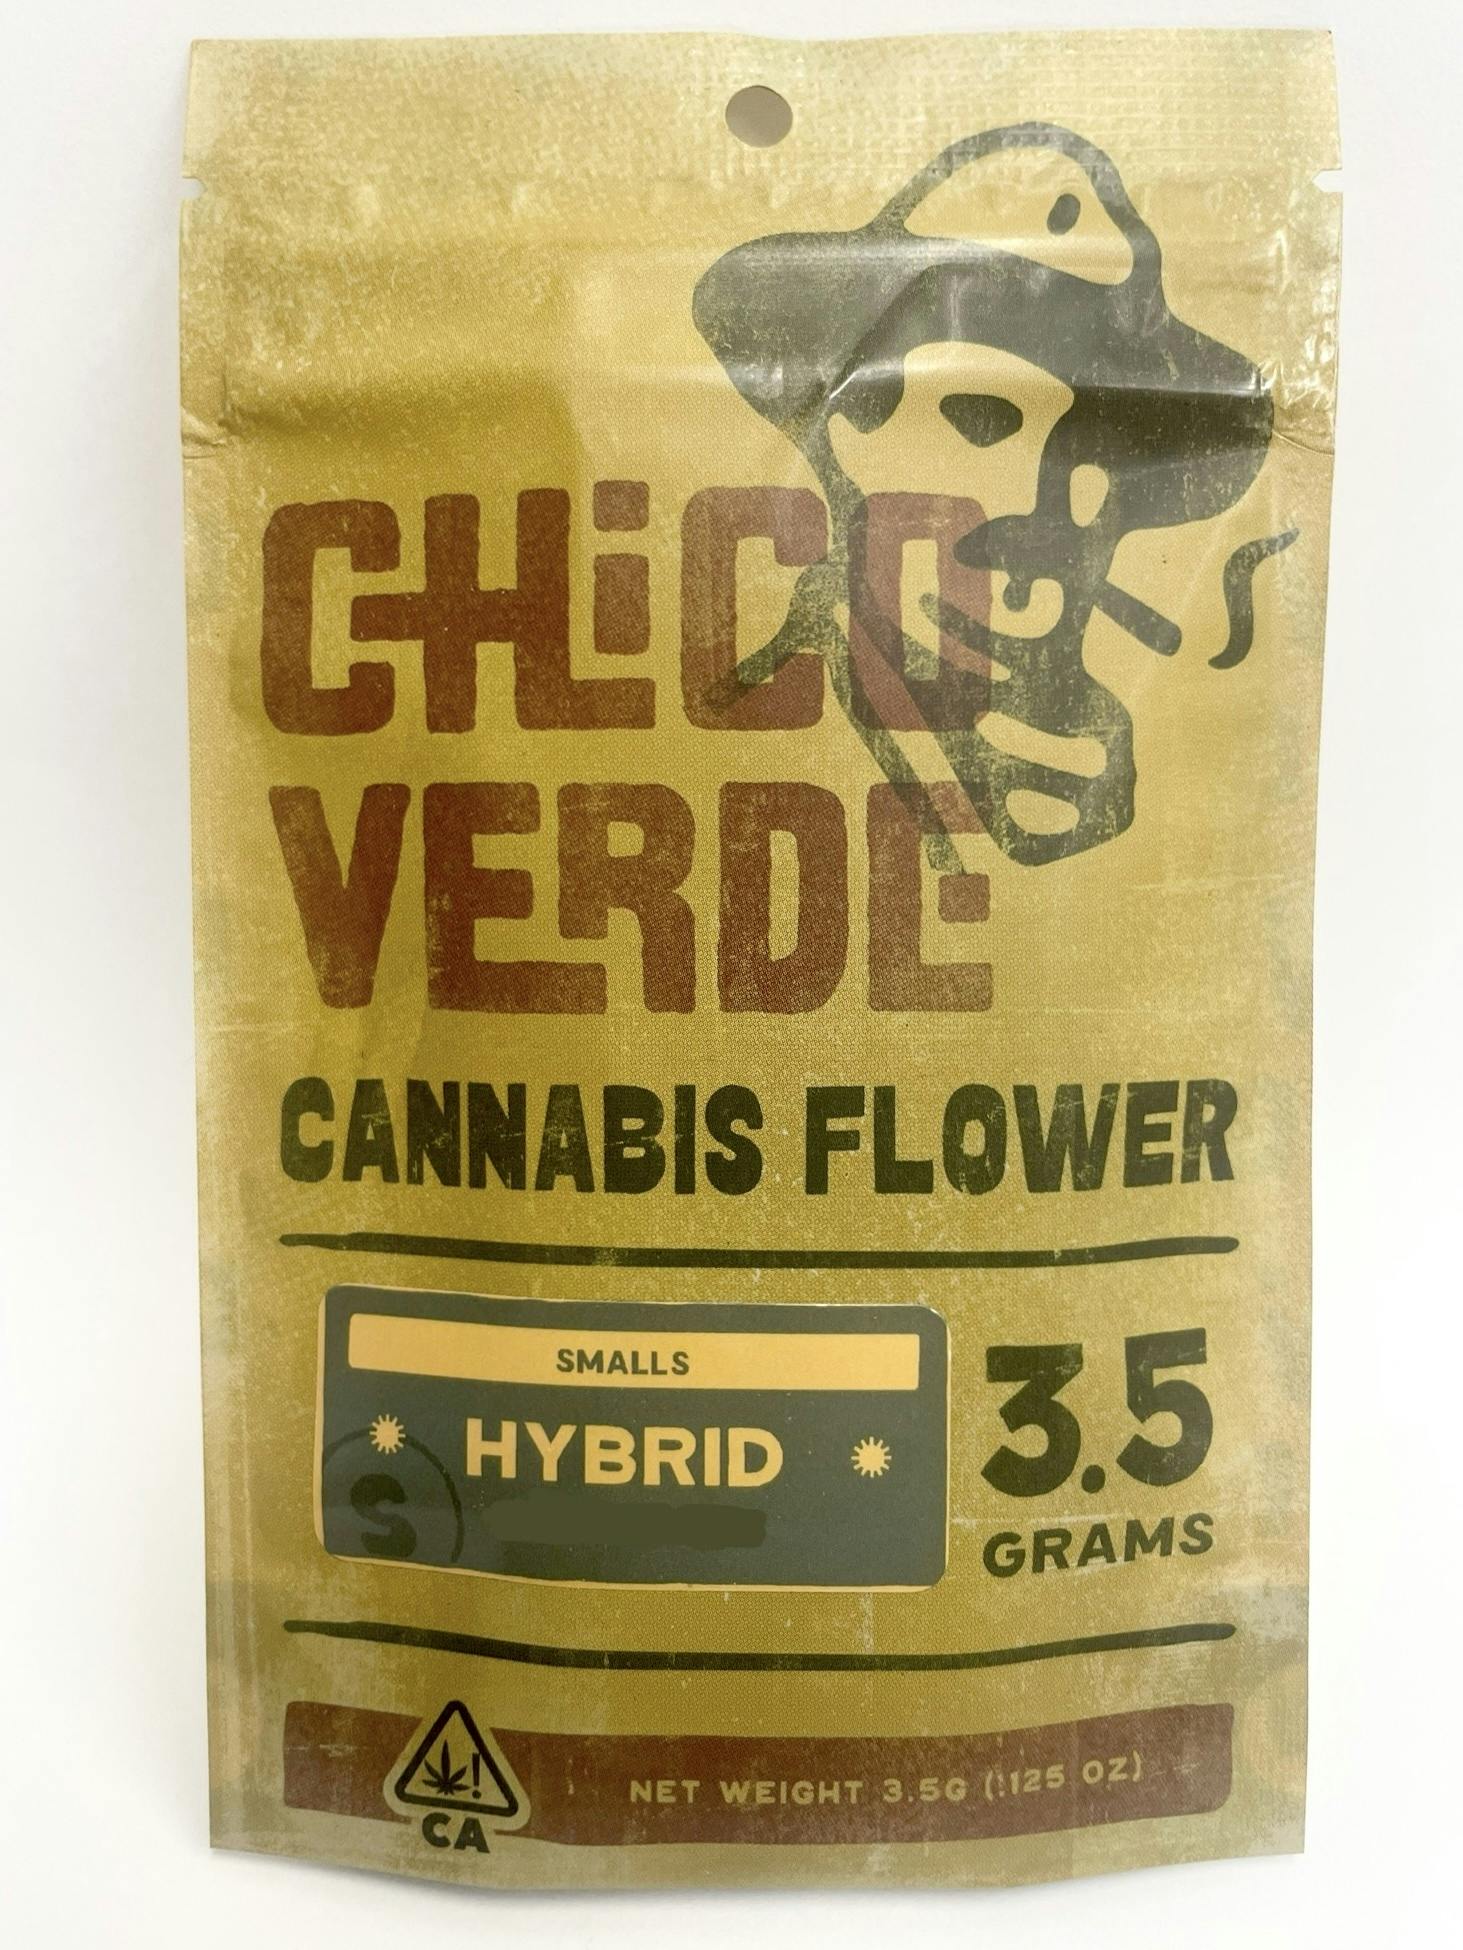 CHiCO
VERDE
CANNABIS FLOWER
SMALLS
HYBRID
S
3.5
GRAMS
NET WEIGHT 3.5G (.125 OZ)
!
CA